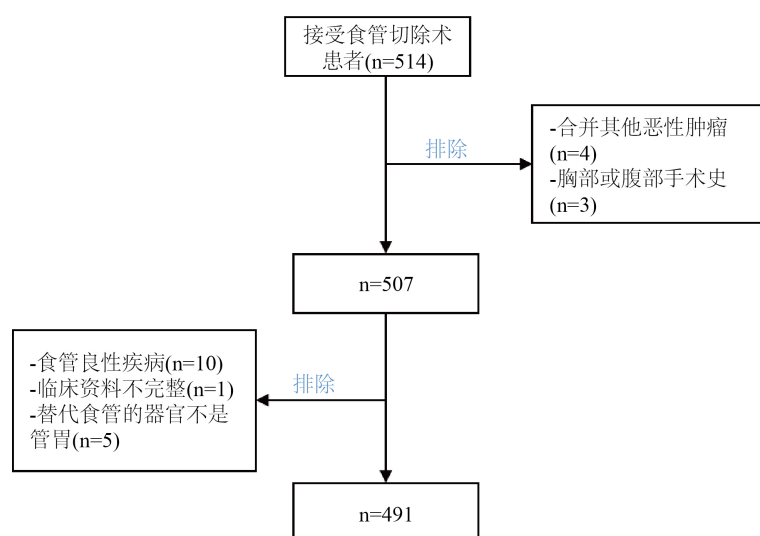 接受食管切除术
患者(n=514)
排除
-合并其他恶性肿瘤
(n=4)
-胸部或腹部手术史
(n=3)
n=507
-食管良性疾病(n=10)
-临床资料不完整(n=1)
-替代食管的器官不是
管胃(n=5)
排除
n=491